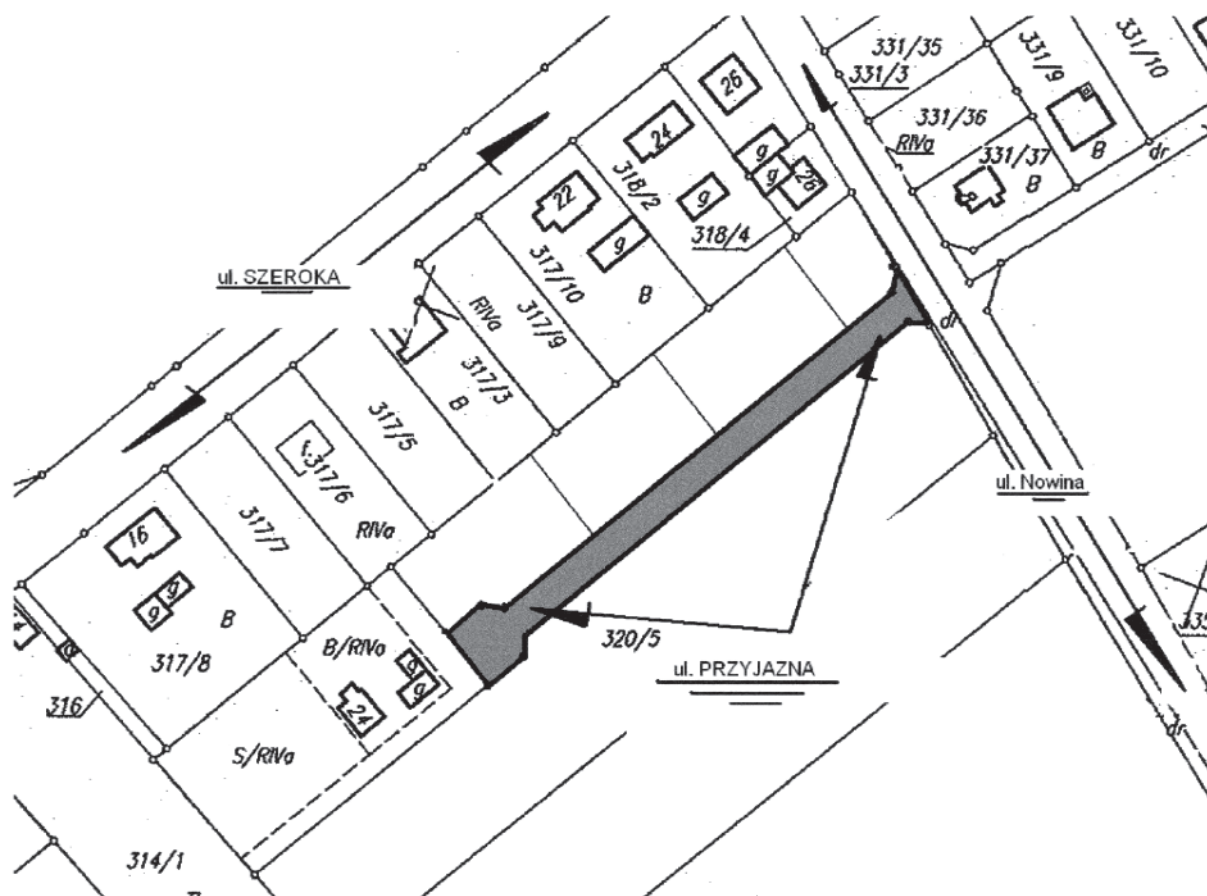 331/35
331/3
331/9
331/10
331/36
RIVa
331/37
B
B
dr
26
24
g
g
26
318/2
g
318/4
22
g
317/10
B
ul. SZEROKA
RIVa
317/9
317/3
B
317/5
317/6
RIVa
317/7
dr
ul. Nowina
16
g
g
B
317/8
B/RIVa
g
24
320/5
ul. PRZYJAZNA
316
S/RIVa
335
dr
314/1